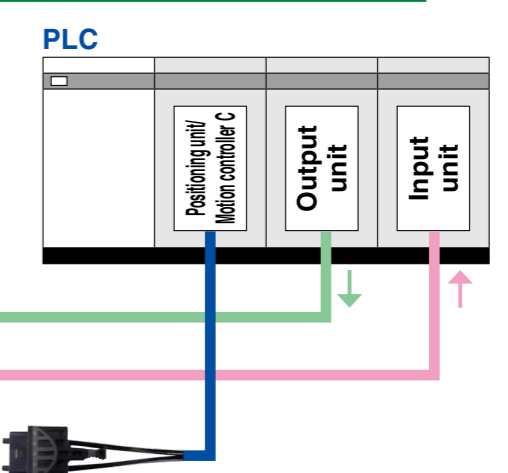 PLC
Positioning unit/
Motion controller C
Output
unit
Input
unit